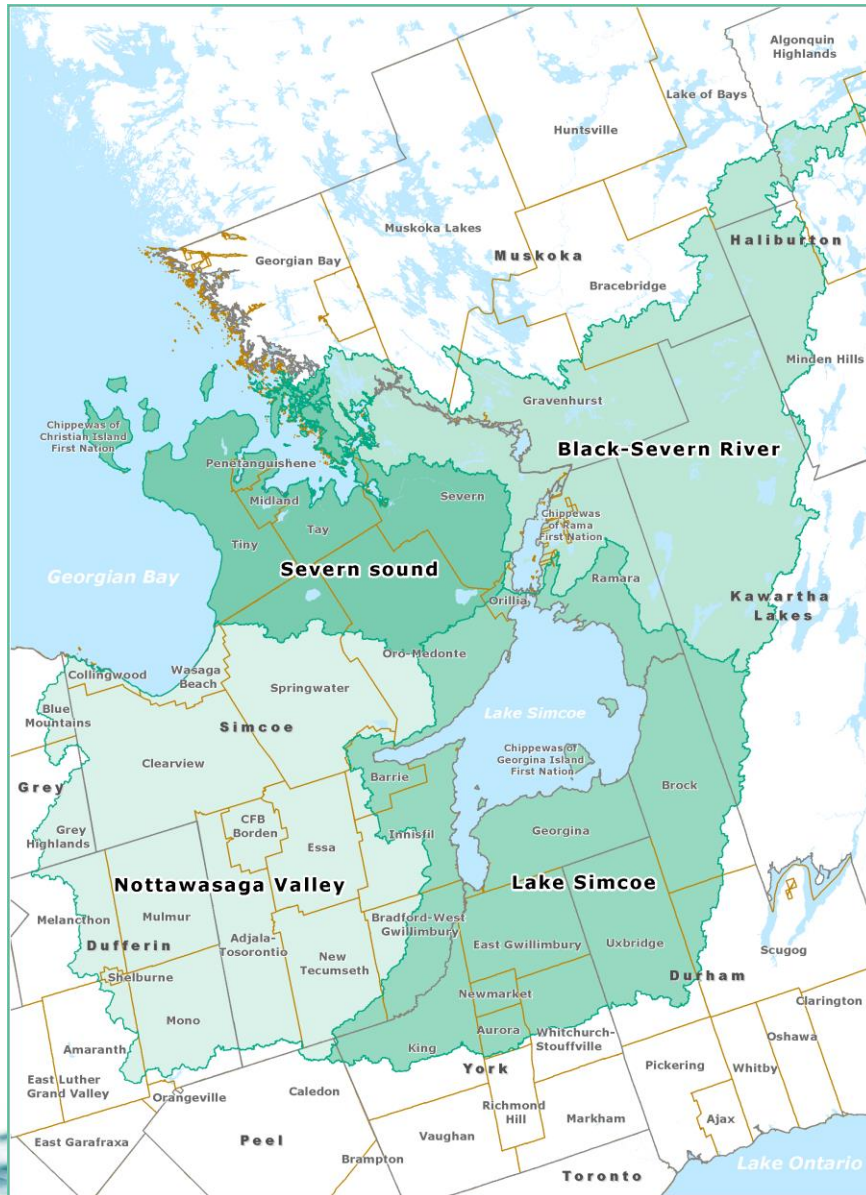 Algonquin
Highlands
Lake of Bays
Huntsville
Muskoka Lakes
Haliburton
Muskoka
Georgian Bay
Bracebridge
Minden Hills
Gravenhurst
Chippewas of
Christian Island
First Nation
Black-Severn River
Penetanguishene
Severn
Midland
Chippewas
of Rama
First Nation
Tay
Tiny
Georgian Bay
Severn sound
Ramara
Kawartha
Lakes
Orillia
Oro-Medonte
Collingwood
Wasaga
Beach
Springwater
Blue
Mountains
Lake Simcoe
Simcoe
Chippewas of
Georgina Island
First Nation
Clearview
Barrie
Brock
Grey
CFB
Borden
Georgina
Grey
Highlands
Essa
Innisfil
Nottawasaga Valley
Lake Simcoe
Melancthon
Mulmur
Bradford-West
Gwillimbury
Dufferin
Adjala-
Tosorontio
East Gwillimbury
Uxbridge
New
Tecumseth
Scugog
Shelburne
Durham
Newmarket
Mono
Clarington
Aurora
Whitchurch-
Stouffville
Oshawa
King
Amaranth
Pickering
Whitby
York
East Luther
Grand Valley
Orangeville
Caledon
Richmond
Hill
Markham
Ajax
East Garafraxa
Peel
Vaughan
Brampton
Toronto
Lake Ontario